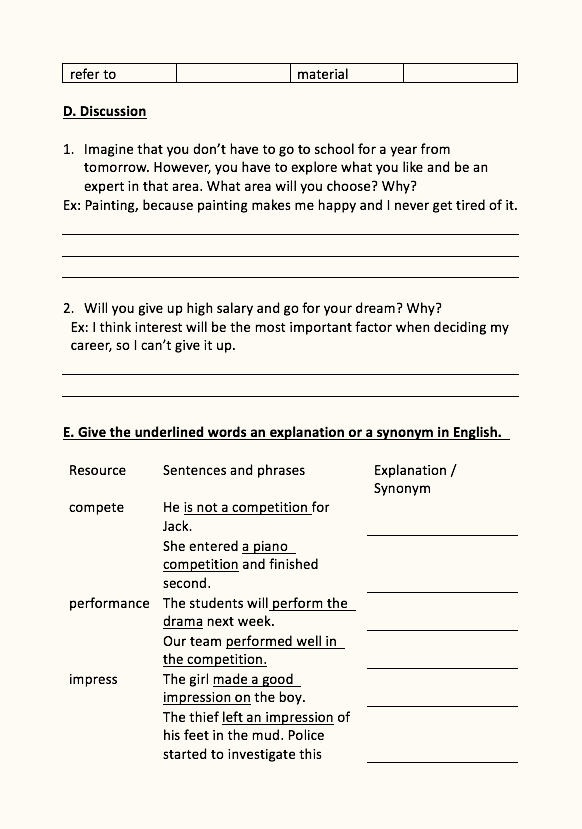 refer to material
D. Discussion
1. Imagine that you don't have to go to school for a year from
tomorrow. However, you have to explore what you like and be an
expert in that area. What area will you choose? Why?
Ex: Painting, because painting makes me happy and I never get tired of it.
2. Will you give up high salary and go for your dream? Why?
Ex: I think interest will be the most important factor when deciding my
career, so I can't give it up.
E. Give the underlined words an explanation or a synonym in English.
Resource Sentences and phrases Explanation /
Synonym
compete He is not a competition for
Jack.
She entered a piano
competition and finished
second.
performance The students will perform the
drama next week.
Our team performed well in
the competition.
impress The girl made a good
impression on the boy.
The thief left an impression of
his feet in the mud. Police
started to investigate this